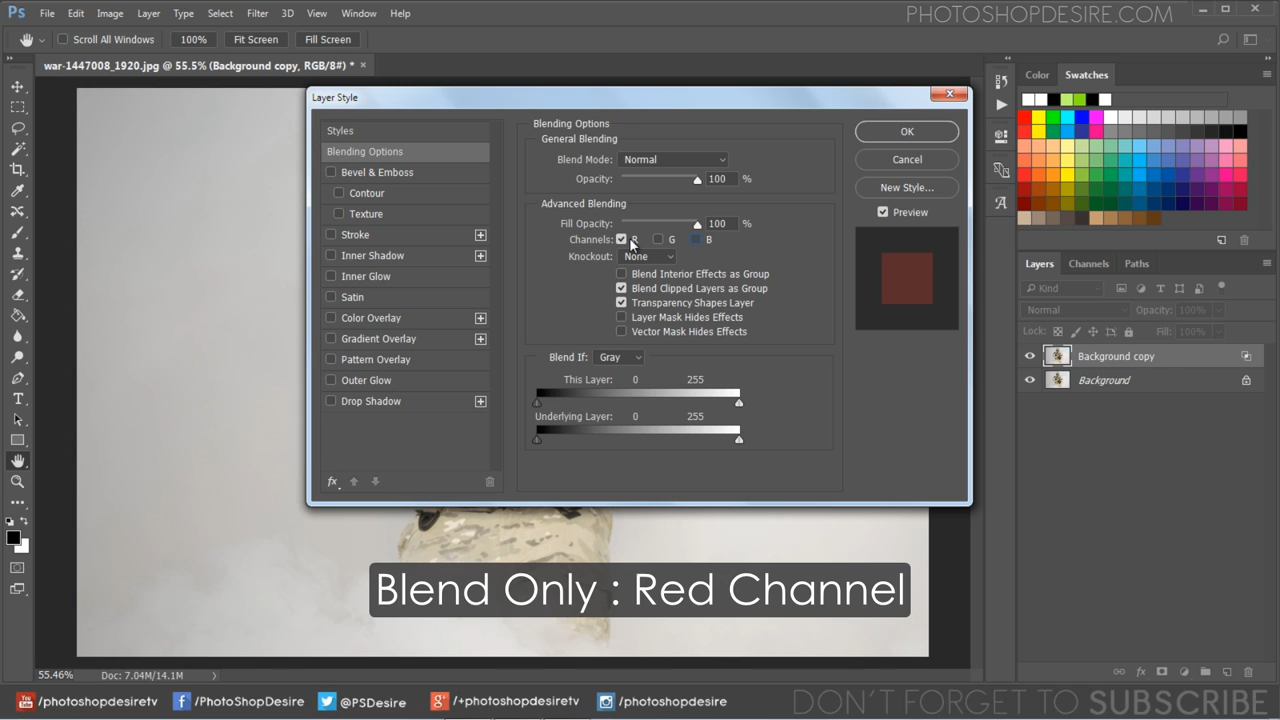 Ps File Edit Image Layer Type Select Filter 3D View Window Help
PHOTOSHOPDESIRE.COM
Scroll All Windows 100% Fit Screen Fill Screen
war-1447008_1920.jpg @ 55.5% (Background copy, RGB/8#) * ×
Layer Style
Styles
Blending Options
Bevel & Emboss
Contour
Texture
Stroke
Inner Shadow
Inner Glow
Satin
Color Overlay
Gradient Overlay
Pattern Overlay
Outer Glow
Drop Shadow
fx
Blending Options
General Blending
Blend Mode: Normal
Opacity: 100 %
Advanced Blending
Fill Opacity: 100 %
Channels: R G B
Knockout: None
Blend Interior Effects as Group
Blend Clipped Layers as Group
Transparency Shapes Layer
Layer Mask Hides Effects
Vector Mask Hides Effects
Blend If: Gray
This Layer: 0 255
Underlying Layer: 0 255
OK
Cancel
New Style...
Preview
Color Swatches
Layers Channels Paths
Kind
Normal Opacity: 100%
Lock: Fill: 100%
Background copy
Background
fx
Blend Only : Red Channel
55.46% Doc: 7.04M/14.1M
You Tube /photoshopdesiretv f /PhotoShopDesire @PSDesire g+ /+photoshopdesiretv /photoshopdesiretv
DON'T FORGET TO SUBSCRIBE